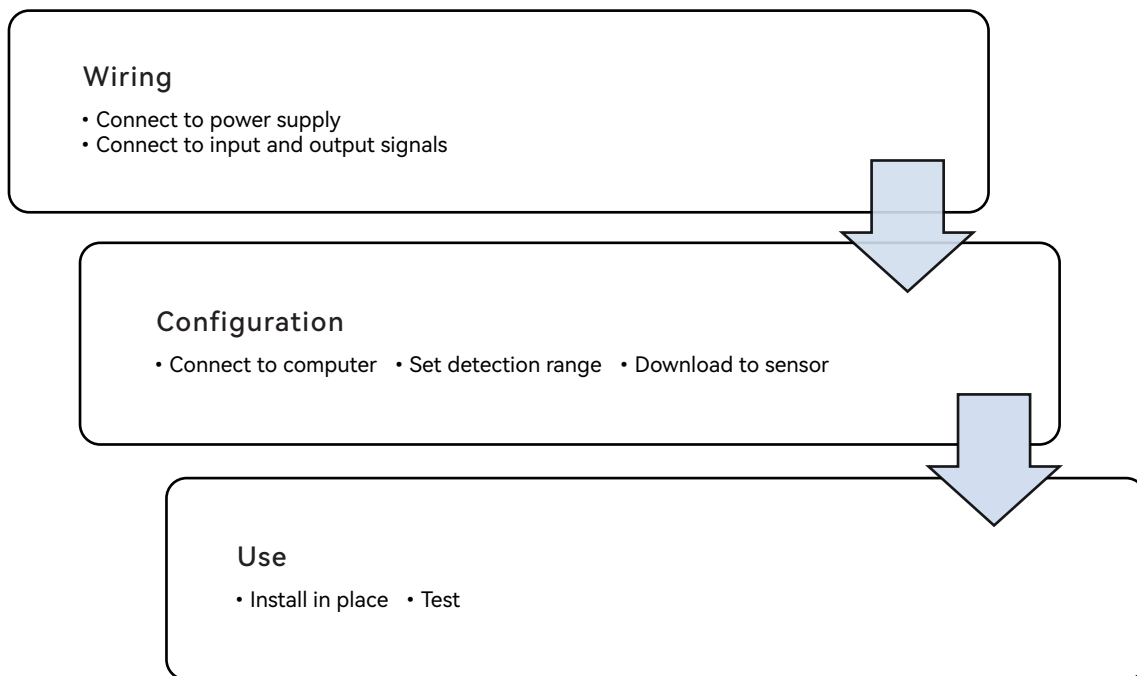 Wiring
• Connect to power supply
• Connect to input and output signals
Configuration
• Connect to computer • Set detection range • Download to sensor
Use
• Install in place • Test